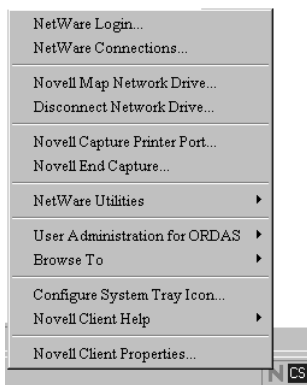 NetWare Login...
NetWare Connections...
Novell Map Network Drive...
Disconnect Network Drive...
Novell Capture Printer Port...
Novell End Capture...
NetWare Utilities
User Administration for ORDAS
Browse To
Configure System Tray Icon...
Novell Client Help
Novell Client Properties...
N CS